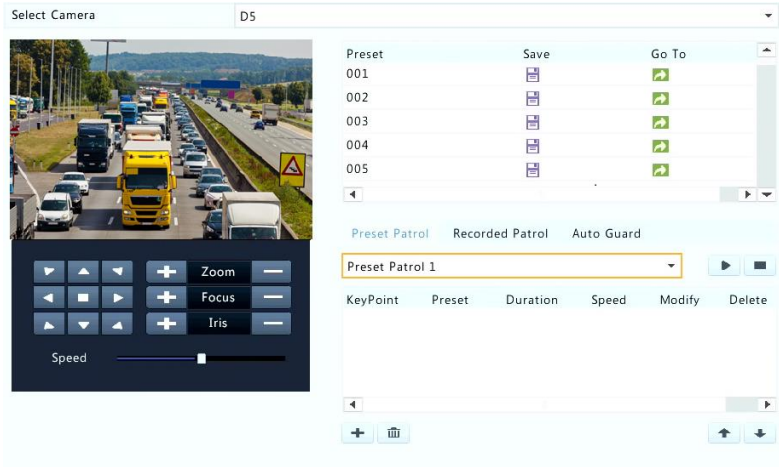 Select Camera D5
Preset Save Go To
001
002
003
004
005
Preset Patrol Recorded Patrol Auto Guard
Preset Patrol 1
KeyPoint Preset Duration Speed Modify Delete
Zoom
Focus
Iris
Speed